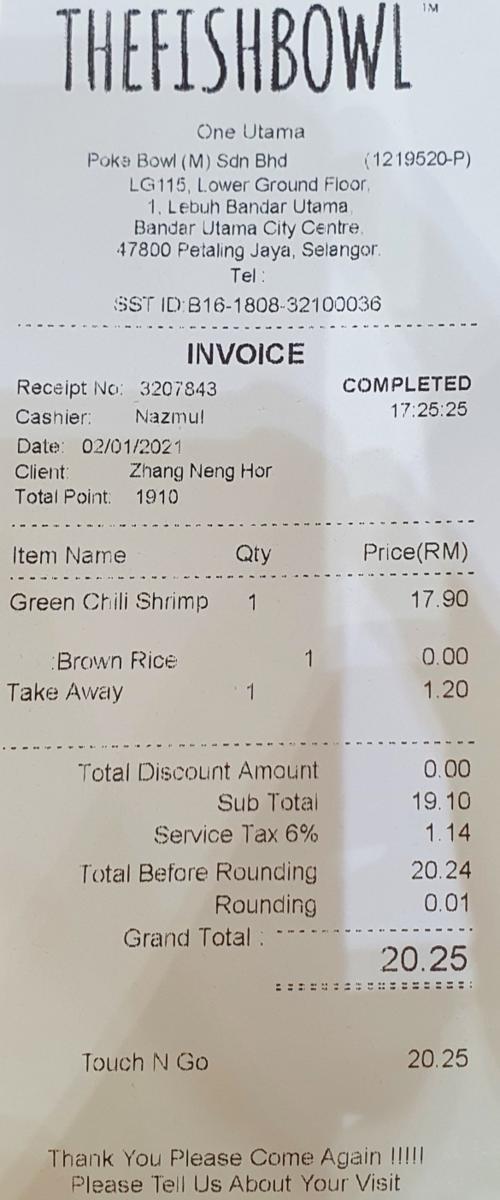 THEFISHBOWL ™
One Utama
Poke Bowl (M) Sdn Bhd (1219520-P)
LG115, Lower Ground Floor,
1, Lebuh Bandar Utama,
Bandar Utama City Centre,
47800 Petaling Jaya, Selangor.
Tel :
SST ID:B16-1808-32100036
INVOICE
Receipt No: 3207843 COMPLETED
Cashier: Nazmul 17:25:25
Date: 02/01/2021
Client: Zhang Neng Hor
Total Point: 1910
Item Name Qty Price(RM)
Green Chili Shrimp 1 17.90
:Brown Rice 1 0.00
Take Away 1 1.20
Total Discount Amount 0.00
Sub Total 19.10
Service Tax 6% 1.14
Total Before Rounding 20.24
Rounding 0.01
Grand Total :
20.25
Touch N Go 20.25
Thank You Please Come Again !!!!!
Please Tell Us About Your Visit